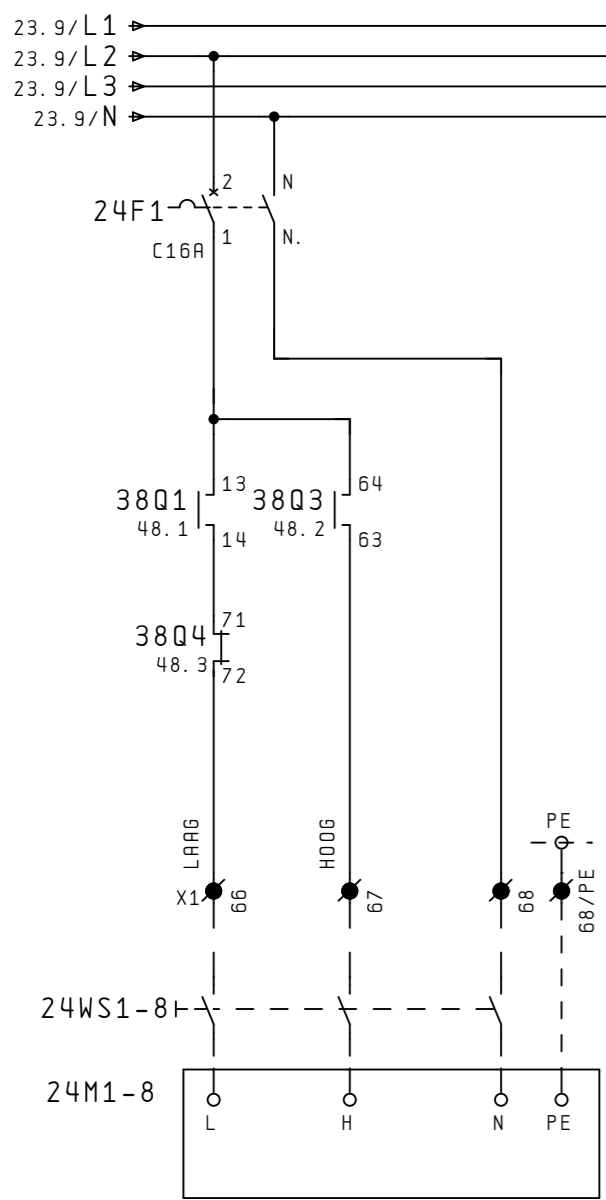 23.9/L1
23.9/L2
23.9/L3
23.9/N
2 N
24F1
C16A 1 N.
13 64
38Q1 38Q3
48.1 48.2
14 63
71
38Q4
48.3
72
LAAG HOOG PE
X1 66 67 68 68/PE
24WS1-8
24M1-8
L H N PE